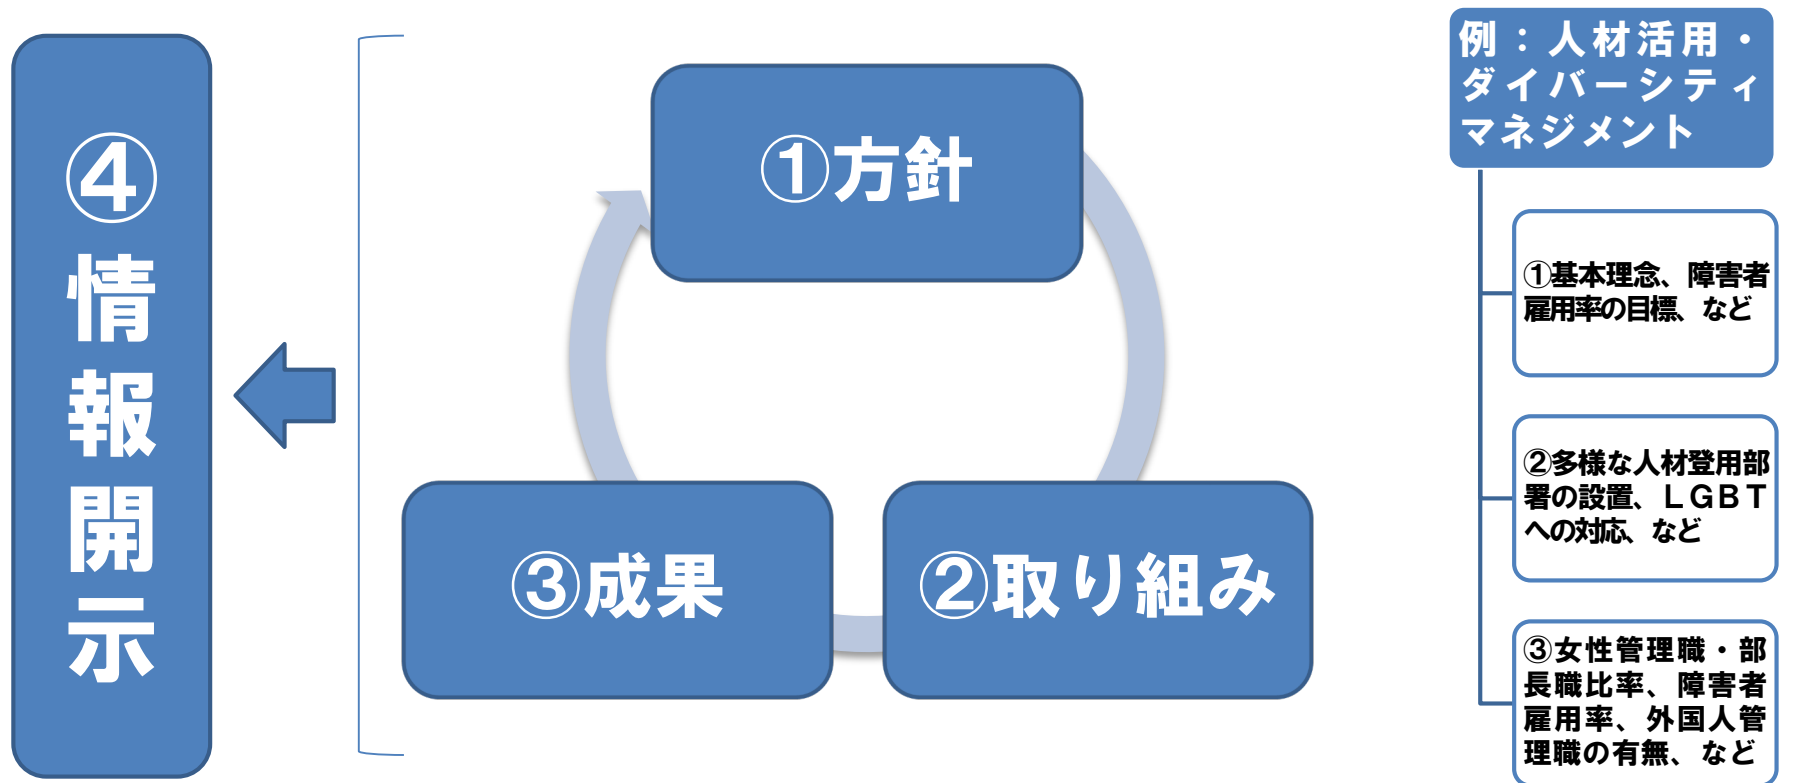 ④情報開示
①方針
③成果
②取り組み
例：人材活用・
ダイバーシティ
マネジメント
①基本理念、障害者
雇用率の目標、など
②多様な人材登用部
署の設置、ＬＧＢＴ
への対応、など
③女性管理職・部
長職比率、障害者
雇用率、外国人管
理職の有無、など